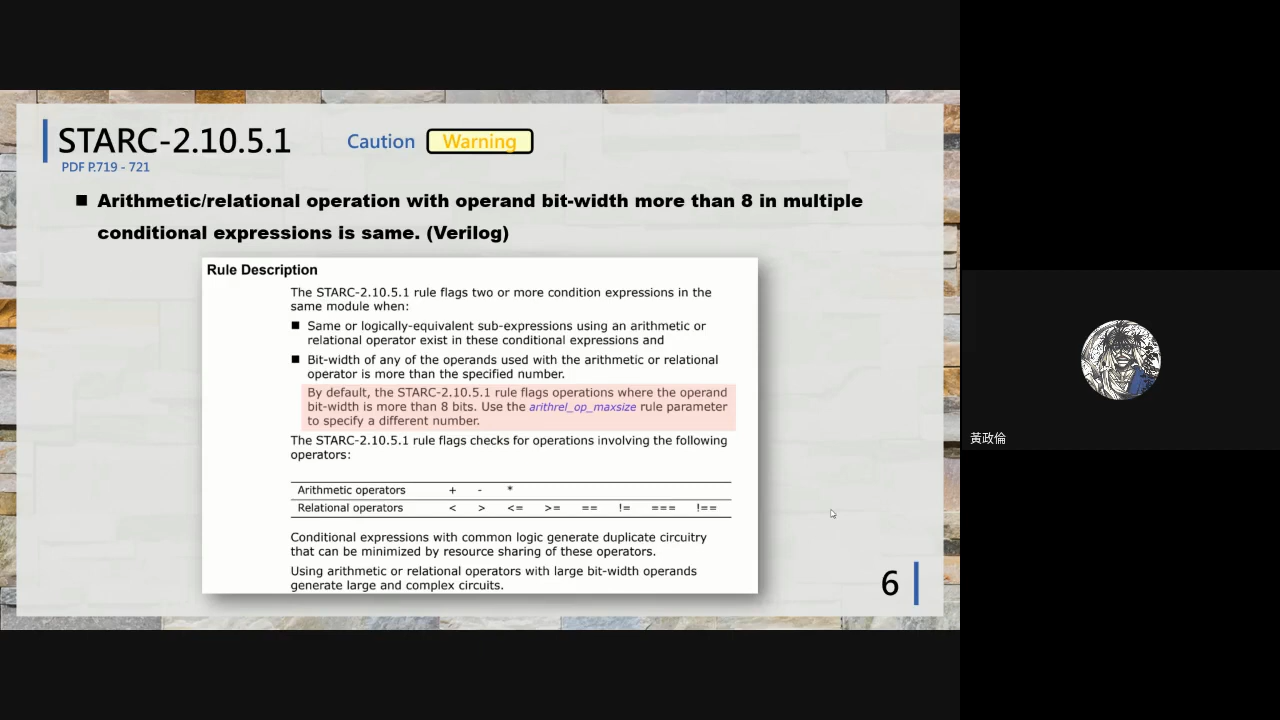 STARC-2.10.5.1
Caution
Warning
PDF P.719 - 721
■ Arithmetic/relational operation with operand bit-width more than 8 in multiple
conditional expressions is same. (Verilog)
Rule Description
The STARC-2.10.5.1 rule flags two or more condition expressions in the
same module when:
■ Same or logically-equivalent sub-expressions using an arithmetic or
relational operator exist in these conditional expressions and
■ Bit-width of any of the operands used with the arithmetic or relational
operator is more than the specified number.
By default, the STARC-2.10.5.1 rule flags operations where the operand
bit-width is more than 8 bits. Use the arithrel_op_maxsize rule parameter
to specify a different number.
The STARC-2.10.5.1 rule flags checks for operations involving the following
operators:
Arithmetic operators + - *
Relational operators < > <= >= == != === !==
Conditional expressions with common logic generate duplicate circuitry
that can be minimized by resource sharing of these operators.
Using arithmetic or relational operators with large bit-width operands
generate large and complex circuits.
6
黃政倫